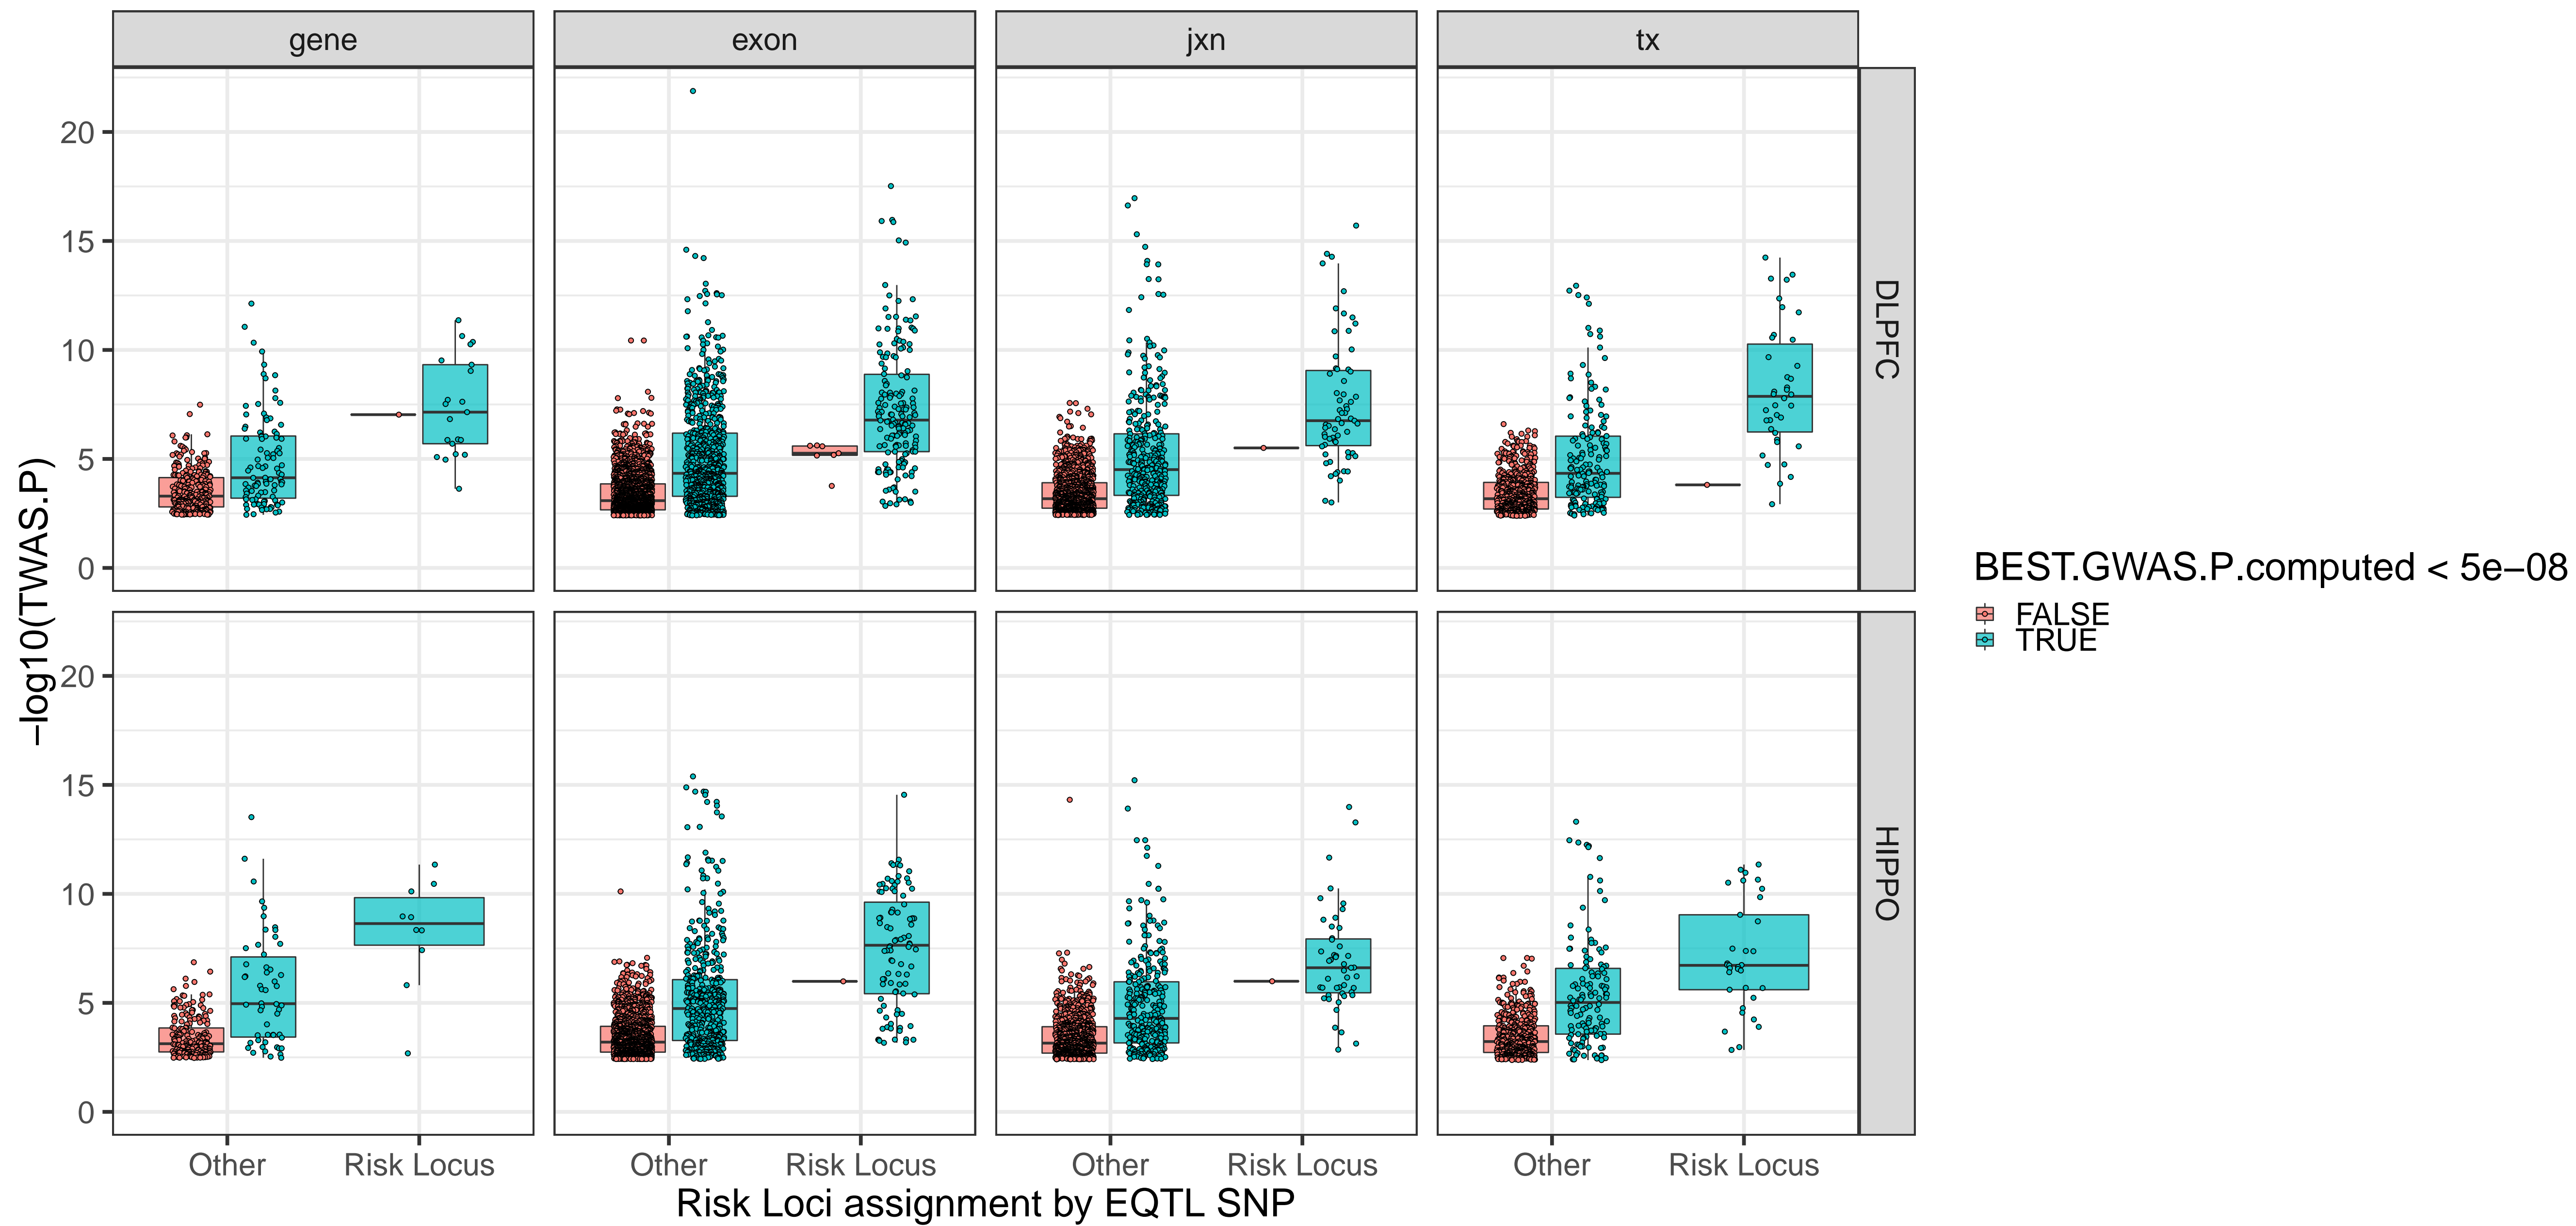 gene exon jxn tx
−log10(TWAS.P)
20
15
10
5
0
DLPFC
20
15
10
5
0
HIPPO
Other Risk Locus Other Risk Locus Other Risk Locus Other Risk Locus
Risk Loci assignment by EQTL SNP
BEST.GWAS.P.computed < 5e−08
FALSE
TRUE